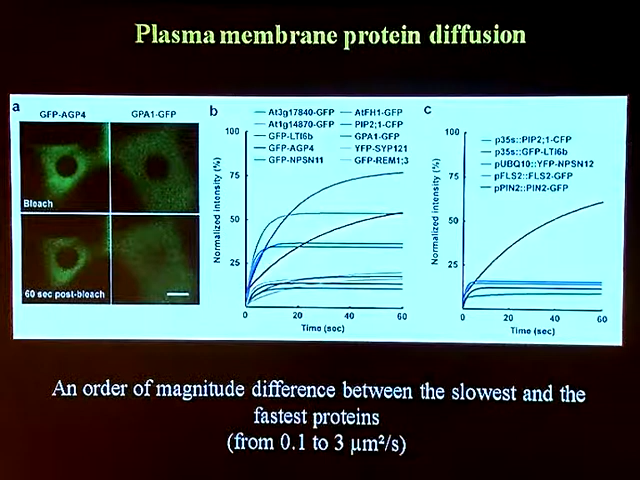 Plasma membrane protein diffusion
a
GFP-AGP4
GPA1-GFP
Bleach
60 sec post-bleach
b
At3g17840-GFP
At1g14870-GFP
GFP-LTI6b
GFP-AGP4
GFP-NPSN11
AtFH1-GFP
PIP2;1-CFP
GPA1-GFP
YFP-SYP121
GFP-REM1;3
Normalized intensity (%)
100
75
50
25
0
20
40
60
Time (sec)
c
p35s::PIP2;1-CFP
p35s::GFP-LTI6b
pUBQ10::YFP-NPSN12
pFLS2::FLS2-GFP
pPIN2::PIN2-GFP
Normalized intensity (%)
100
75
50
25
0
20
40
60
Time (sec)
An order of magnitude difference between the slowest and the
fastest proteins
(from 0.1 to 3 µm²/s)